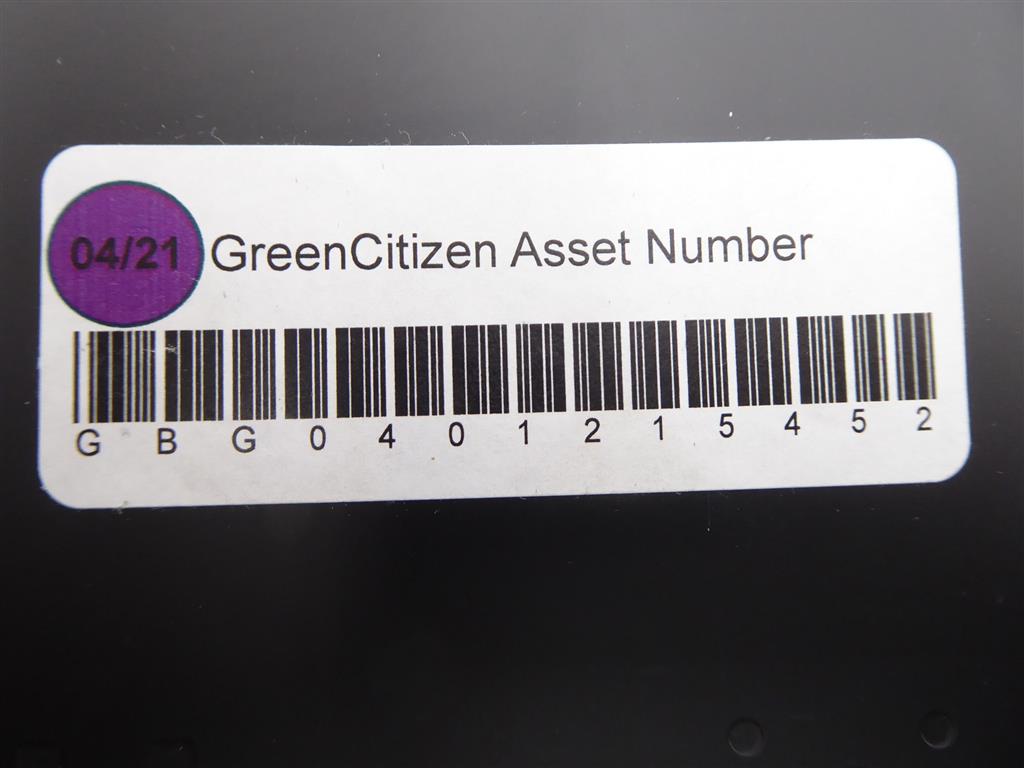 04/21 GreenCitizen Asset Number
G B G 0 4 0 1 2 1 5 4 5 2